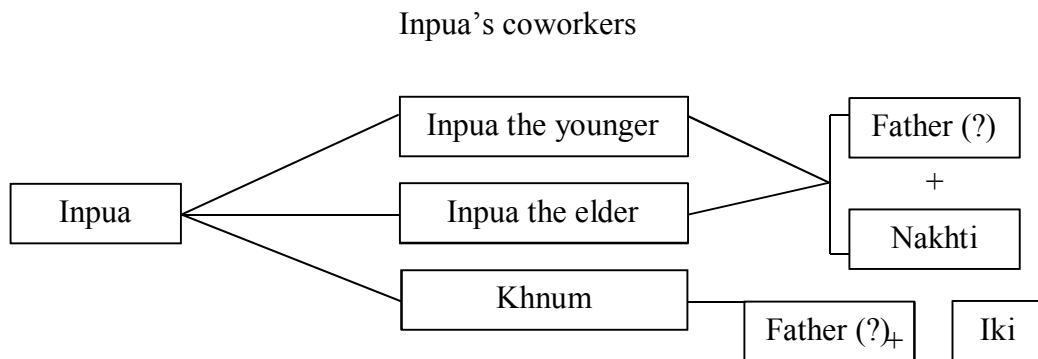 Inpua’s coworkers
Inpua the younger
Father (?)
+
Inpua
Inpua the elder
Nakhti
Khnum
Father (?)+
Iki